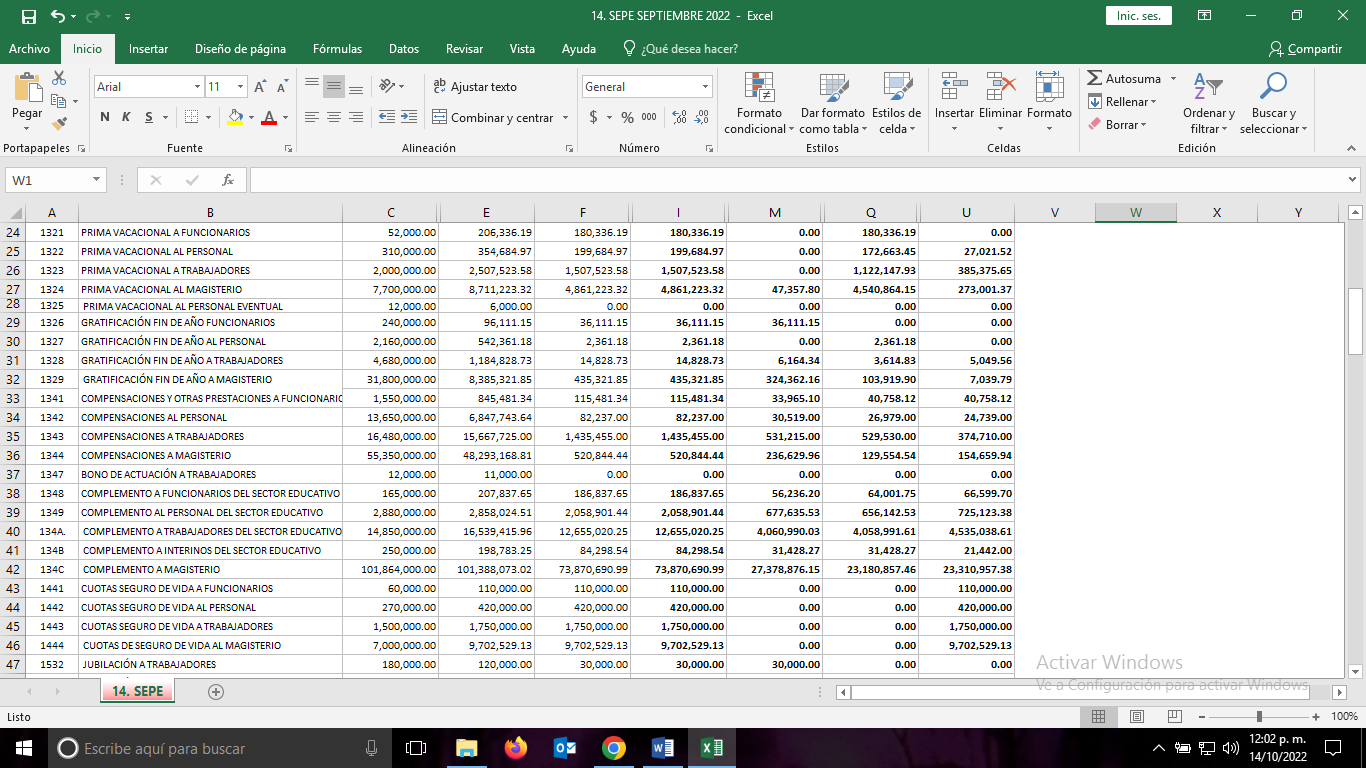 14. SEPE SEPTIEMBRE 2022 - Excel
Inic. ses.
Archivo Inicio Insertar Diseño de página Fórmulas Datos Revisar Vista Ayuda ¿Qué desea hacer? Compartir
Pegar
Portapapeles
Arial 11
N K S
Fuente
Ajustar texto
Combinar y centrar
Alineación
General
$ % 000
Número
Formato condicional
Dar formato como tabla
Estilos de celda
Estilos
Insertar Eliminar Formato
Celdas
Autosuma
Rellenar
Borrar
Ordenar y filtrar
Buscar y seleccionar
Edición
W1 fx
A B C E F I M Q U V W X Y
24 1321 PRIMA VACACIONAL A FUNCIONARIOS 52,000.00 206,336.19 180,336.19 180,336.19 0.00 180,336.19 0.00
25 1322 PRIMA VACACIONAL AL PERSONAL 310,000.00 354,684.97 199,684.97 199,684.97 0.00 172,663.45 27,021.52
26 1323 PRIMA VACACIONAL A TRABAJADORES 2,000,000.00 2,507,523.58 1,507,523.58 1,507,523.58 0.00 1,122,147.93 385,375.65
27 1324 PRIMA VACACIONAL AL MAGISTERIO 7,700,000.00 8,711,223.32 4,861,223.32 4,861,223.32 47,357.80 4,540,864.15 273,001.37
28 1325 PRIMA VACACIONAL AL PERSONAL EVENTUAL 12,000.00 6,000.00 0.00 0.00 0.00 0.00 0.00
29 1326 GRATIFICACIÓN FIN DE AÑO FUNCIONARIOS 240,000.00 96,111.15 36,111.15 36,111.15 36,111.15 0.00 0.00
30 1327 GRATIFICACIÓN FIN DE AÑO AL PERSONAL 2,160,000.00 542,361.18 2,361.18 2,361.18 0.00 2,361.18 0.00
31 1328 GRATIFICACIÓN FIN DE AÑO A TRABAJADORES 4,680,000.00 1,184,828.73 14,828.73 14,828.73 6,164.34 3,614.83 5,049.56
32 1329 GRATIFICACIÓN FIN DE AÑO A MAGISTERIO 31,800,000.00 8,385,321.85 435,321.85 435,321.85 324,362.16 103,919.90 7,039.79
33 1341 COMPENSACIONES Y OTRAS PRESTACIONES A FUNCIONARIO 1,550,000.00 845,481.34 115,481.34 115,481.34 33,965.10 40,758.12 40,758.12
34 1342 COMPENSACIONES AL PERSONAL 13,650,000.00 6,847,743.64 82,237.00 82,237.00 30,519.00 26,979.00 24,739.00
35 1343 COMPENSACIONES A TRABAJADORES 16,480,000.00 15,667,725.00 1,435,455.00 1,435,455.00 531,215.00 529,530.00 374,710.00
36 1344 COMPENSACIONES A MAGISTERIO 55,350,000.00 48,293,168.81 520,844.44 520,844.44 236,629.96 129,554.54 154,659.94
37 1347 BONO DE ACTUACIÓN A TRABAJADORES 12,000.00 11,000.00 0.00 0.00 0.00 0.00 0.00
38 1348 COMPLEMENTO A FUNCIONARIOS DEL SECTOR EDUCATIVO 165,000.00 207,837.65 186,837.65 186,837.65 56,236.20 64,001.75 66,599.70
39 1349 COMPLEMENTO AL PERSONAL DEL SECTOR EDUCATIVO 2,880,000.00 2,858,024.51 2,058,901.44 2,058,901.44 677,635.53 656,142.53 725,123.38
40 134A. COMPLEMENTO A TRABAJADORES DEL SECTOR EDUCATIVO 14,850,000.00 16,539,415.96 12,655,020.25 12,655,020.25 4,060,990.03 4,058,991.61 4,535,038.61
41 134B COMPLEMENTO A INTERINOS DEL SECTOR EDUCATIVO 250,000.00 198,783.25 84,298.54 84,298.54 31,428.27 31,428.27 21,442.00
42 134C COMPLEMENTO A MAGISTERIO 101,864,000.00 101,388,073.02 73,870,690.99 73,870,690.99 27,378,876.15 23,180,857.46 23,310,957.38
43 1441 CUOTAS SEGURO DE VIDA A FUNCIONARIOS 60,000.00 110,000.00 110,000.00 110,000.00 0.00 0.00 110,000.00
44 1442 CUOTAS SEGURO DE VIDA AL PERSONAL 270,000.00 420,000.00 420,000.00 420,000.00 0.00 0.00 420,000.00
45 1443 CUOTAS SEGURO DE VIDA A TRABAJADORES 1,500,000.00 1,750,000.00 1,750,000.00 1,750,000.00 0.00 0.00 1,750,000.00
46 1444 CUOTAS DE SEGURO DE VIDA AL MAGISTERIO 7,000,000.00 9,702,529.13 9,702,529.13 9,702,529.13 0.00 0.00 9,702,529.13
47 1532 JUBILACIÓN A TRABAJADORES 180,000.00 120,000.00 30,000.00 30,000.00 30,000.00 0.00 0.00
Activar Windows
Ve a Configuración para activar Windows.
14. SEPE
Listo 100%
Escribe aquí para buscar
12:02 p. m.
14/10/2022